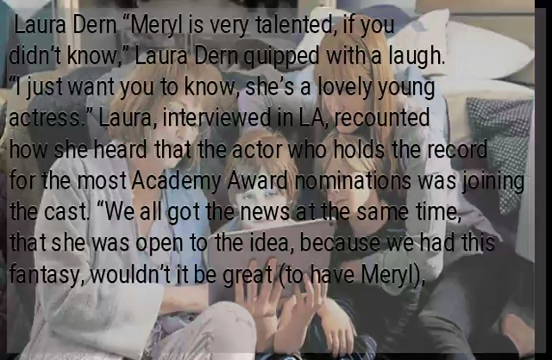 Laura Dern “Meryl is very talented, if you
didn’t know,” Laura Dern quipped with a laugh.
“I just want you to know, she’s a lovely young
actress.” Laura, interviewed in LA, recounted
how she heard that the actor who holds the record
for the most Academy Award nominations was joining
the cast. “We all got the news at the same time,
that she was open to the idea, because we had this
fantasy, wouldn’t it be great (to have Meryl),